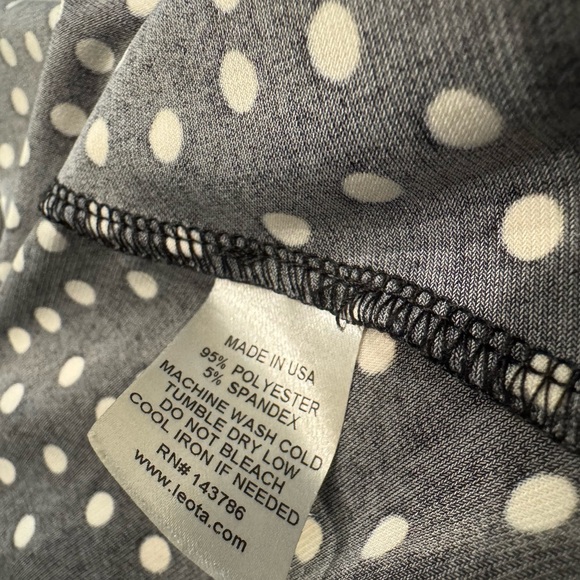 MADE IN USA
95% POLYESTER
5% SPANDEX
MACHINE WASH COLD
TUMBLE DRY LOW
DO NOT BLEACH
COOL IRON IF NEEDED
RN# 143786
www.leota.com